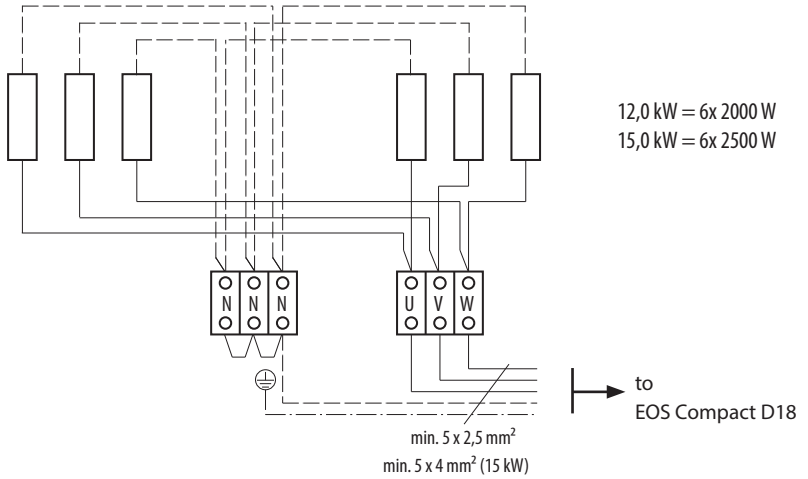 12,0 kW = 6x 2000 W
15,0 kW = 6x 2500 W
N N N
U V W
to
EOS Compact D18
min. 5 x 2,5 mm²
min. 5 x 4 mm² (15 kW)